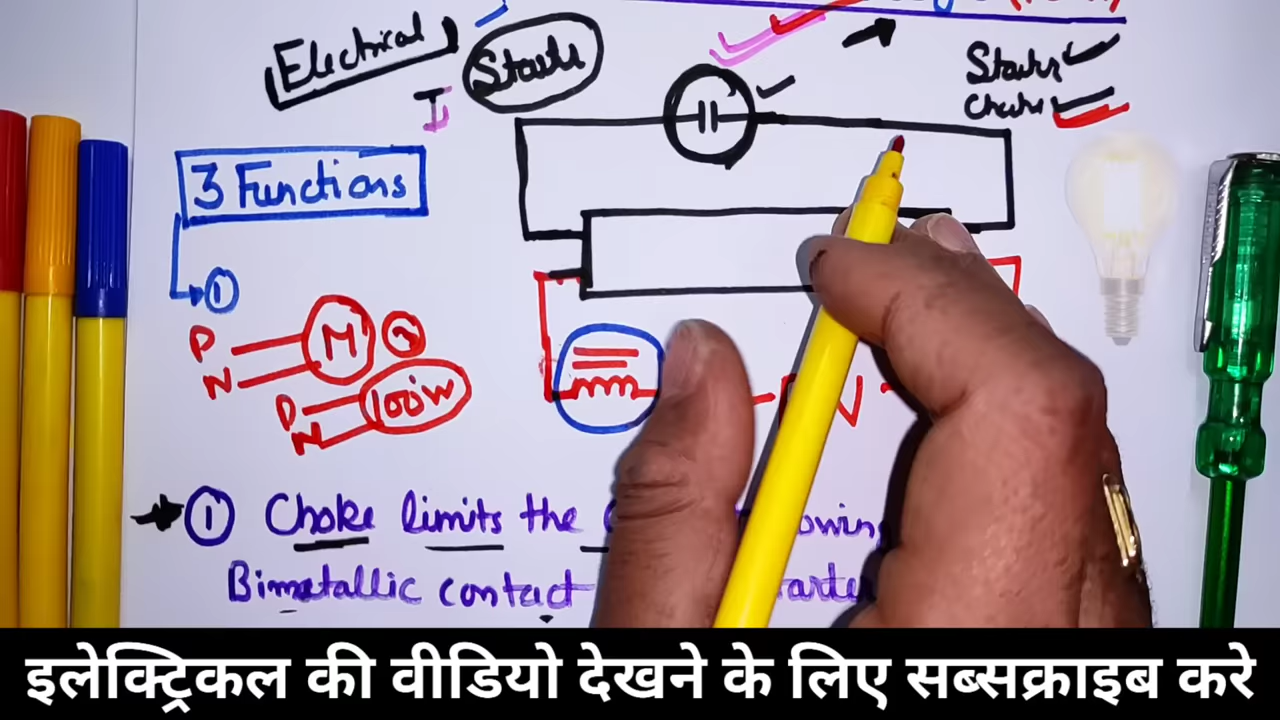 Electrical
Starter
Starter
Choke
I
3 Functions
1
P
N
M
P
N
100W
V
1 Choke limits the
Bimetallic contact
इलेक्ट्रिकल की वीडियो देखने के लिए सब्सक्राइब करे